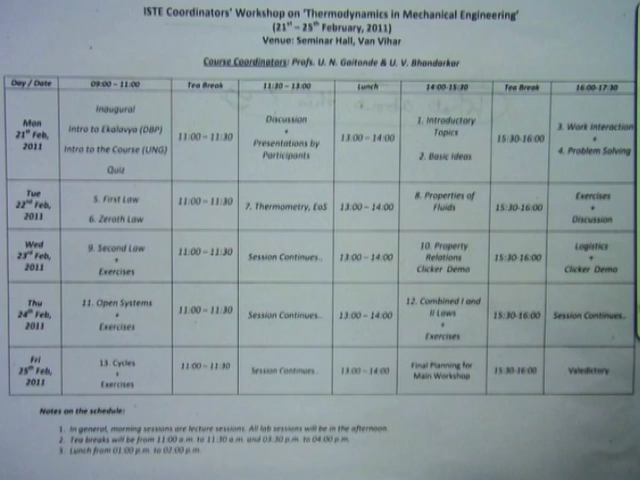 ISTE Coordinators' Workshop on 'Thermodynamics in Mechanical Engineering'
(21st – 25th February, 2011)
Venue: Seminar Hall, Van Vihar
Course Coordinators: Profs. U. N. Gaitonde & U. V. Bhandarkar
Day / Date 09:00 – 11:00 Tea Break 11:30 – 13:00 Lunch 14:00-15:30 Tea Break 16:00-17:30
Mon 21st Feb, 2011
Inaugural
Intro to Ekalavya (DBP)
Intro to the Course (UNG)
Quiz
11:00 – 11:30
Discussion
+
Presentations by
Participants
13:00 – 14:00
1. Introductory
Topics
2. Basic Ideas
15:30-16:00
3. Work Interaction
+
4. Problem Solving
Tue 22nd Feb, 2011
5. First Law
6. Zeroth Law
11:00 – 11:30
7. Thermometry, EoS
13:00 – 14:00
8. Properties of
Fluids
15:30-16:00
Exercises
+
Discussion
Wed 23rd Feb, 2011
9. Second Law
+
Exercises
11:00 – 11:30
Session Continues..
13:00 – 14:00
10. Property
Relations
Clicker Demo
15:30-16:00
Logistics
+
Clicker Demo
Thu 24th Feb, 2011
11. Open Systems
+
Exercises
11:00 – 11:30
Session Continues..
13:00 – 14:00
12. Combined I and
II Laws
+
Exercises
15:30-16:00
Session Continues..
Fri 25th Feb, 2011
13. Cycles
+
Exercises
11:00 – 11:30
Session Continues..
13:00 – 14:00
Final Planning for
Main Workshop
15:30-16:00
Valedictory
Notes on the schedule:
1. In general, morning sessions are lecture sessions. All lab sessions will be in the afternoon.
2. Tea breaks will be from 11:00 a.m. to 11:30 a.m. and 03:30 p.m. to 04:00 p.m.
3. Lunch from 01:00 p.m. to 02:00 p.m.